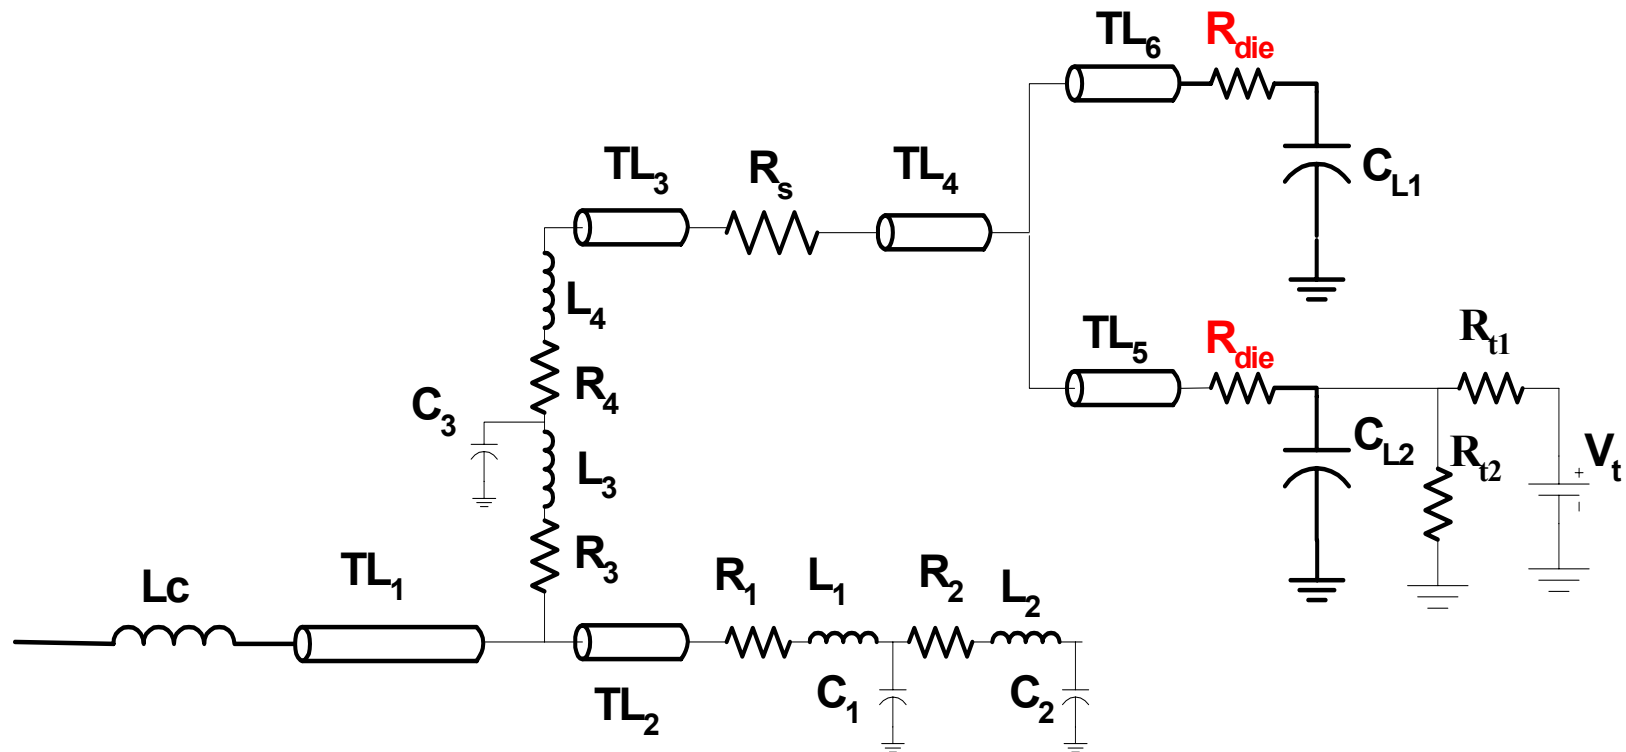 TL6 Rdie
CL1
TL3 Rs TL4
L4
TL5 Rdie Rt1
R4
C3
CL2 Rt2 Vt
L3
+
−
R3
Lc TL1 R1 L1 R2 L2
TL2 C1 C2